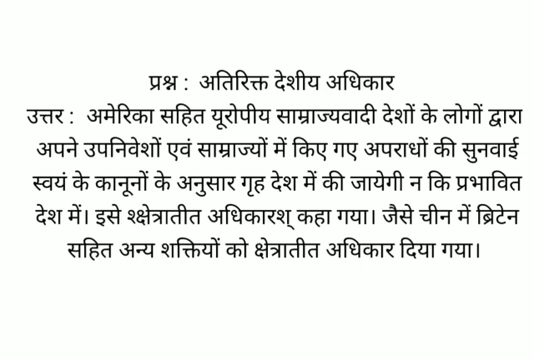 प्रश्न : अतिरिक्त देशीय अधिकार
उत्तर : अमेरिका सहित यूरोपीय साम्राज्यवादी देशों के लोगों द्वारा
अपने उपनिवेशों एवं साम्राज्यों में किए गए अपराधों की सुनवाई
स्वयं के कानूनों के अनुसार गृह देश में की जायेगी न कि प्रभावित
देश में। इसे श्क्षेत्रातीत अधिकारश् कहा गया। जैसे चीन में ब्रिटेन
सहित अन्य शक्तियों को क्षेत्रातीत अधिकार दिया गया।